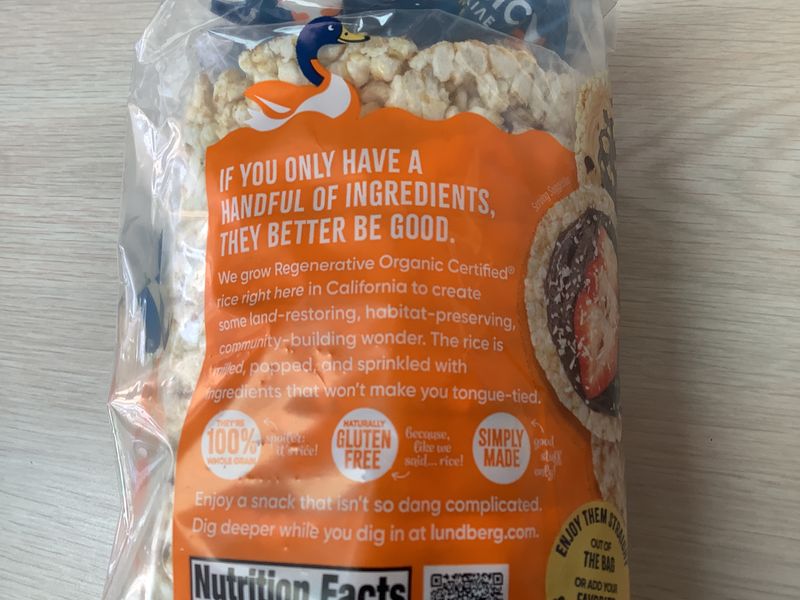 IF YOU ONLY HAVE A
HANDFUL OF INGREDIENTS,
THEY BETTER BE GOOD.
Serving Suggestion
We grow Regenerative Organic Certified®
rice right here in California to create
some land-restoring, habitat-preserving,
community-building wonder. The rice is
milled, popped, and sprinkled with
ingredients that won't make you tongue-tied.
THEY'RE
100%
WHOLE GRAIN
spoiler:
it's rice!
NATURALLY
GLUTEN
FREE
because,
like we
said... rice!
SIMPLY
MADE
good
stuff
only!
Enjoy a snack that isn't so dang complicated.
Dig deeper while you dig in at lundberg.com.
Nutrition Facts
ENJOY THEM STRAIGHT
OUT OF
THE BAG
OR ADD YOUR
FAVORITE